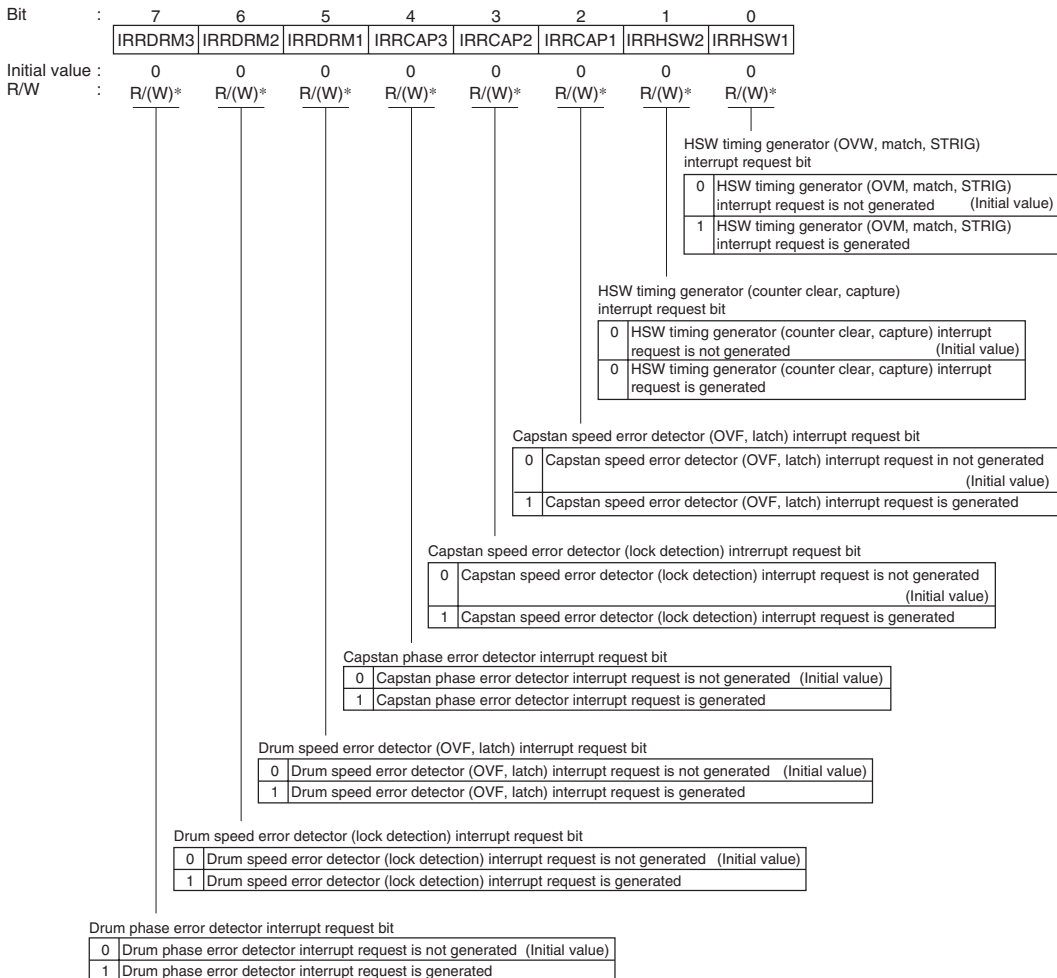 Bit : 7 6 5 4 3 2 1 0
IRRDRM3 IRRDRM2 IRRDRM1 IRRCAP3 IRRCAP2 IRRCAP1 IRRHSW2 IRRHSW1
Initial value : 0 0 0 0 0 0 0 0
R/W : R/(W)* R/(W)* R/(W)* R/(W)* R/(W)* R/(W)* R/(W)* R/(W)*
HSW timing generator (OVW, match, STRIG)
interrupt request bit
0 HSW timing generator (OVM, match, STRIG)
interrupt request is not generated (Initial value)
1 HSW timing generator (OVM, match, STRIG)
interrupt request is generated
HSW timing generator (counter clear, capture)
interrupt request bit
0 HSW timing generator (counter clear, capture) interrupt
request is not generated (Initial value)
0 HSW timing generator (counter clear, capture) interrupt
request is generated
Capstan speed error detector (OVF, latch) interrupt request bit
0 Capstan speed error detector (OVF, latch) interrupt request in not generated
(Initial value)
1 Capstan speed error detector (OVF, latch) interrupt request is generated
Capstan speed error detector (lock detection) intrerrupt request bit
0 Capstan speed error detector (lock detection) interrupt request is not generated
(Initial value)
1 Capstan speed error detector (lock detection) interrupt request is generated
Capstan phase error detector interrupt request bit
0 Capstan phase error detector interrupt request is not generated (Initial value)
1 Capstan phase error detector interrupt request is generated
Drum speed error detector (OVF, latch) interrupt request bit
0 Drum speed error detector (OVF, latch) interrupt request is not generated (Initial value)
1 Drum speed error detector (OVF, latch) interrupt request is generated
Drum speed error detector (lock detection) interrupt request bit
0 Drum speed error detector (lock detection) interrupt request is not generated (Initial value)
1 Drum speed error detector (lock detection) interrupt request is generated
Drum phase error detector interrupt request bit
0 Drum phase error detector interrupt request is not generated (Initial value)
1 Drum phase error detector interrupt request is generated